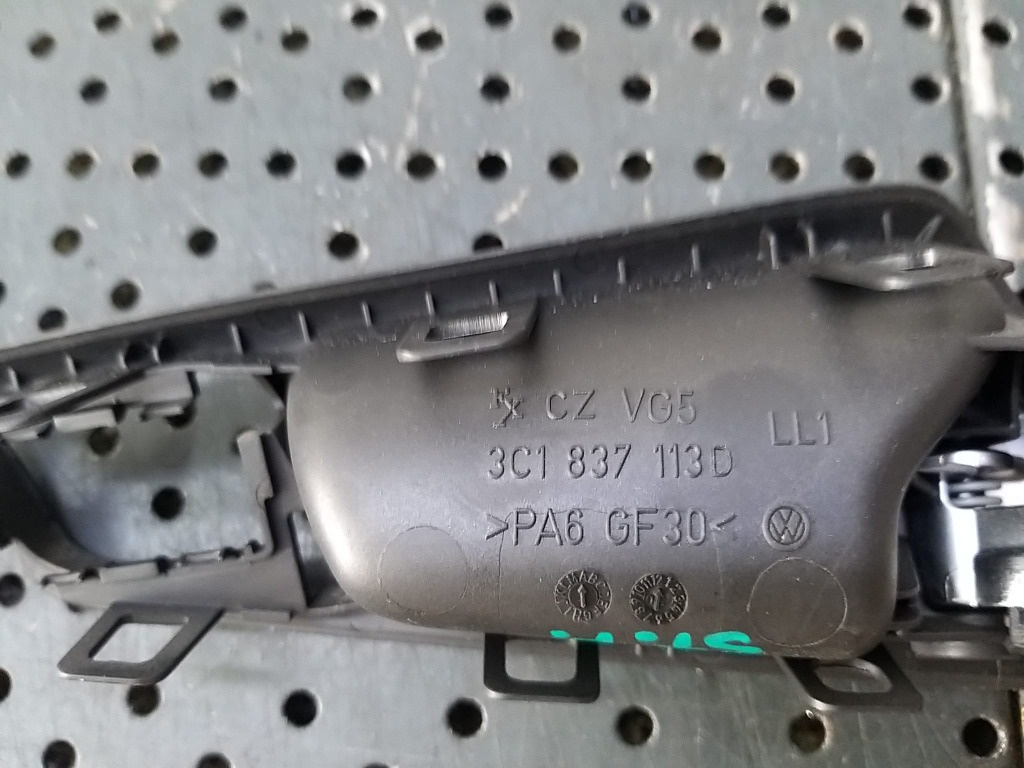 CZ VG5
LL1
3C1 837 113D
>PA6 GF30<